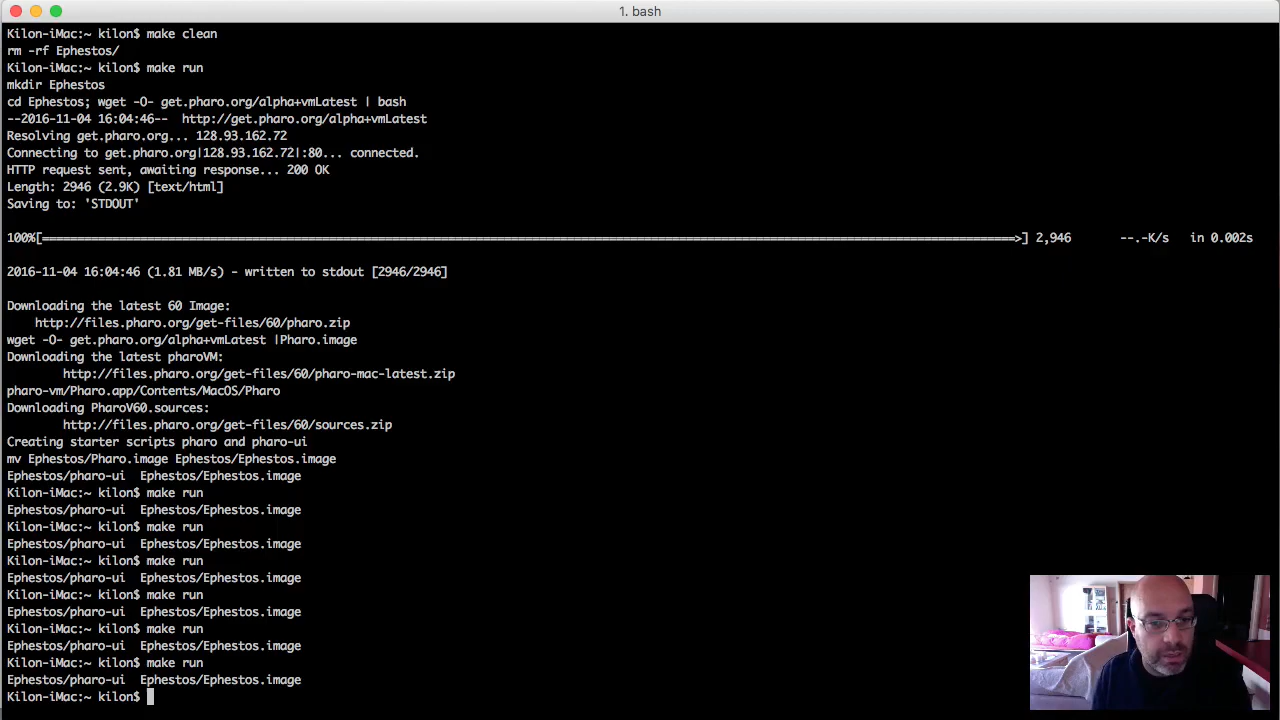 1. bash
Kilon-iMac:~ kilon$ make clean
rm -rf Ephestos/
Kilon-iMac:~ kilon$ make run
mkdir Ephestos
cd Ephestos; wget -O- get.pharo.org/alpha+vmLatest | bash
--2016-11-04 16:04:46--  http://get.pharo.org/alpha+vmLatest
Resolving get.pharo.org... 128.93.162.72
Connecting to get.pharo.org|128.93.162.72|:80... connected.
HTTP request sent, awaiting response... 200 OK
Length: 2946 (2.9K) [text/html]
Saving to: 'STDOUT'
100%[======================================>] 2,946       --.-K/s   in 0.002s
2016-11-04 16:04:46 (1.81 MB/s) - written to stdout [2946/2946]
Downloading the latest 60 Image:
    http://files.pharo.org/get-files/60/pharo.zip
wget -O- get.pharo.org/alpha+vmLatest |Pharo.image
Downloading the latest pharoVM:
        http://files.pharo.org/get-files/60/pharo-mac-latest.zip
pharo-vm/Pharo.app/Contents/MacOS/Pharo
Downloading PharoV60.sources:
        http://files.pharo.org/get-files/60/sources.zip
Creating starter scripts pharo and pharo-ui
mv Ephestos/Pharo.image Ephestos/Ephestos.image
Ephestos/pharo-ui  Ephestos/Ephestos.image
Kilon-iMac:~ kilon$ make run
Ephestos/pharo-ui  Ephestos/Ephestos.image
Kilon-iMac:~ kilon$ make run
Ephestos/pharo-ui  Ephestos/Ephestos.image
Kilon-iMac:~ kilon$ make run
Ephestos/pharo-ui  Ephestos/Ephestos.image
Kilon-iMac:~ kilon$ make run
Ephestos/pharo-ui  Ephestos/Ephestos.image
Kilon-iMac:~ kilon$ make run
Ephestos/pharo-ui  Ephestos/Ephestos.image
Kilon-iMac:~ kilon$ make run
Ephestos/pharo-ui  Ephestos/Ephestos.image
Kilon-iMac:~ kilon$